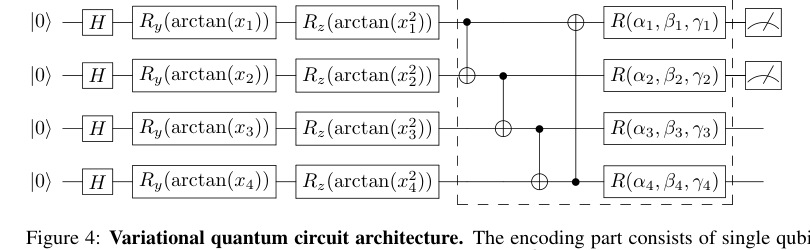 |0⟩ H R_y(arctan(x_1)) R_z(arctan(x_1^2)) R(α_1, β_1, γ_1)
|0⟩ H R_y(arctan(x_2)) R_z(arctan(x_2^2)) R(α_2, β_2, γ_2)
|0⟩ H R_y(arctan(x_3)) R_z(arctan(x_3^2)) R(α_3, β_3, γ_3)
|0⟩ H R_y(arctan(x_4)) R_z(arctan(x_4^2)) R(α_4, β_4, γ_4)
Figure 4: Variational quantum circuit architecture. The encoding part consists of single